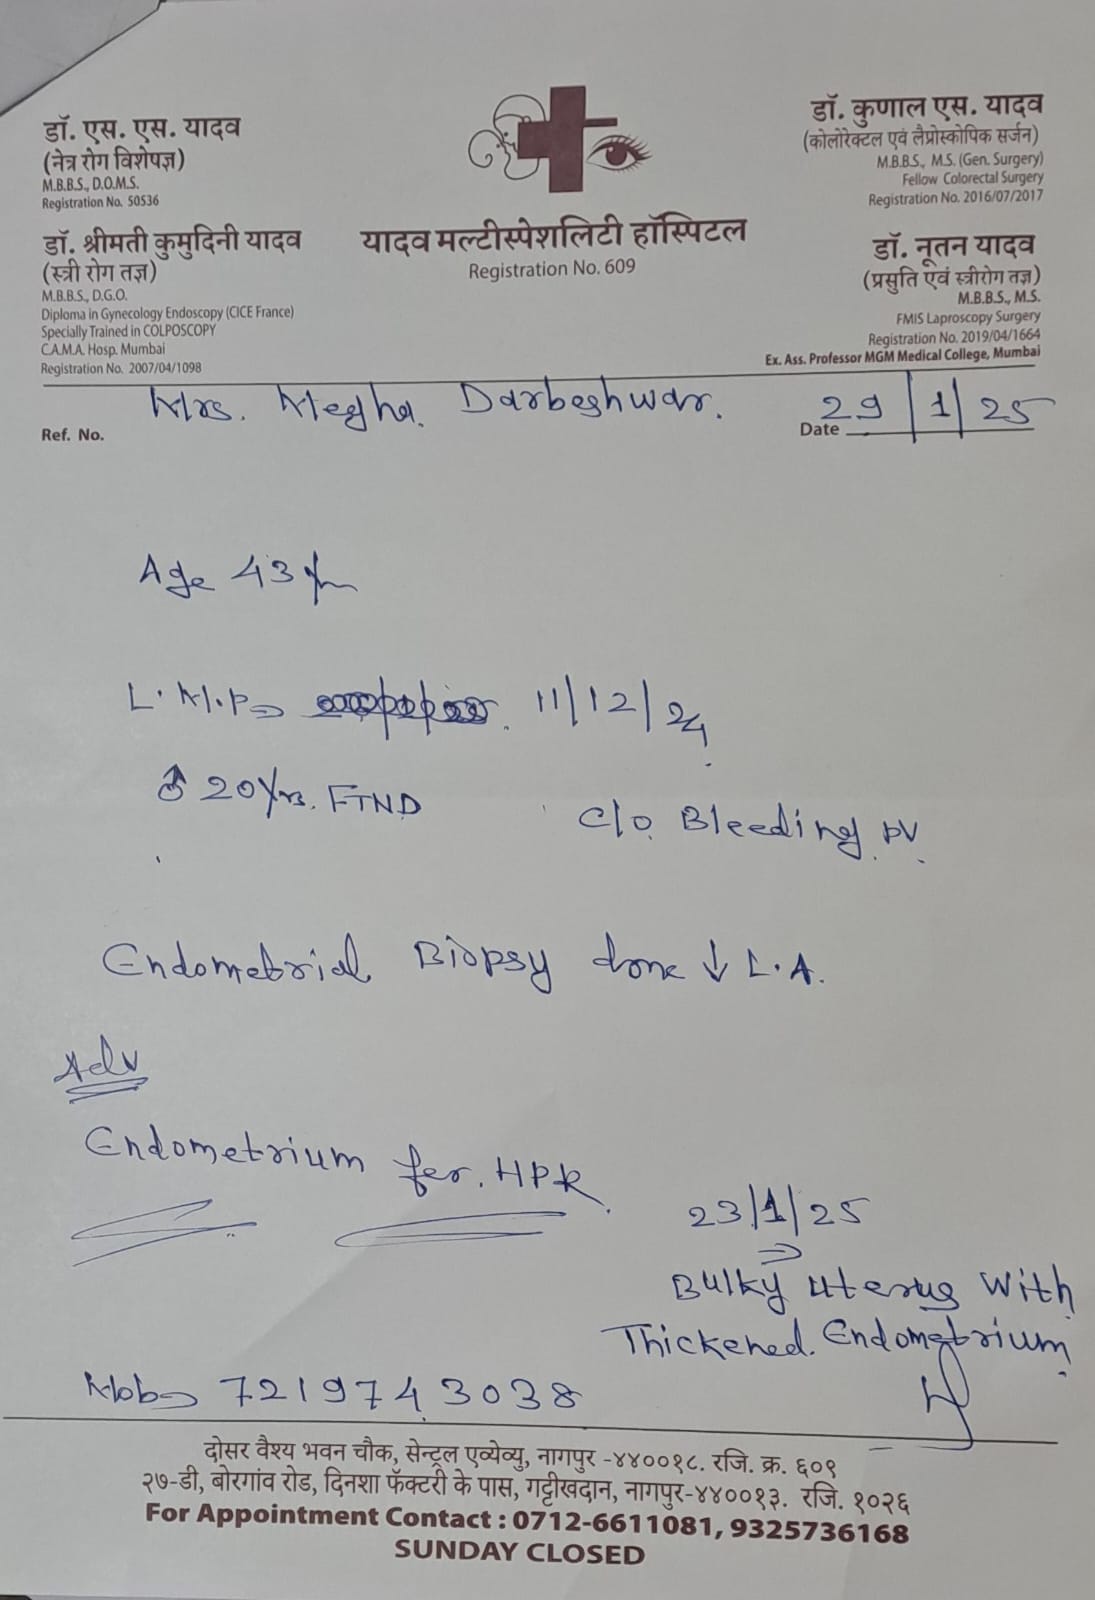 डॉ. एस. एस. यादव
(नेत्र रोग विशेषज्ञ)
M.B.B.S., D.O.M.S.
Registration No. 50536
डॉ. श्रीमती कुमुदिनी यादव
(स्त्री रोग तज्ञ)
M.B.B.S., D.G.O.
Diploma in Gynecology Endoscopy (CICE France)
Specially Trained in COLPOSCOPY
C.A.M.A. Hosp. Mumbai
Registration No. 2007/04/1098
यादव मल्टीस्पेशलिटी हॉस्पिटल
Registration No. 609
डॉ. कुणाल एस. यादव
(कोलोरेक्टल एवं लॅप्रोस्कोपिक सर्जन)
M.B.B.S., M.S. (Gen. Surgery)
Fellow Colorectal Surgery
Registration No. 2016/07/2017
डॉ. नूतन यादव
(प्रसुति एवं स्त्रीरोग तज्ञ)
M.B.B.S., M.S.
FMIS Laproscopy Surgery
Registration No. 2019/04/1664
Ex. Ass. Professor MGM Medical College, Mumbai
Mrs. Megha. Darbeshwar.
Ref. No.
Date 29/1/25
Age 43 yrs
L.M.P⇒ 11/12/24
♂ 20 Yrs. FTND
C/o Bleeding PV.
Endometrial Biopsy done ↓ L.A.
Adv
Endometrium for HPR.
23/1/25
⇒
Bulky Uterus With
Thickened Endometrium.
Mob⇒ 7219743038
दोसर वैश्य भवन चौक, सेन्ट्रल एव्येव्यु, नागपुर -४४००१८. रजि. क्र. ६०९
२७-डी, बोरगांव रोड, दिनशा फॅक्टरी के पास, गट्टीखदान, नागपुर-४४००१३. रजि. १०२६
For Appointment Contact : 0712-6611081, 9325736168
SUNDAY CLOSED